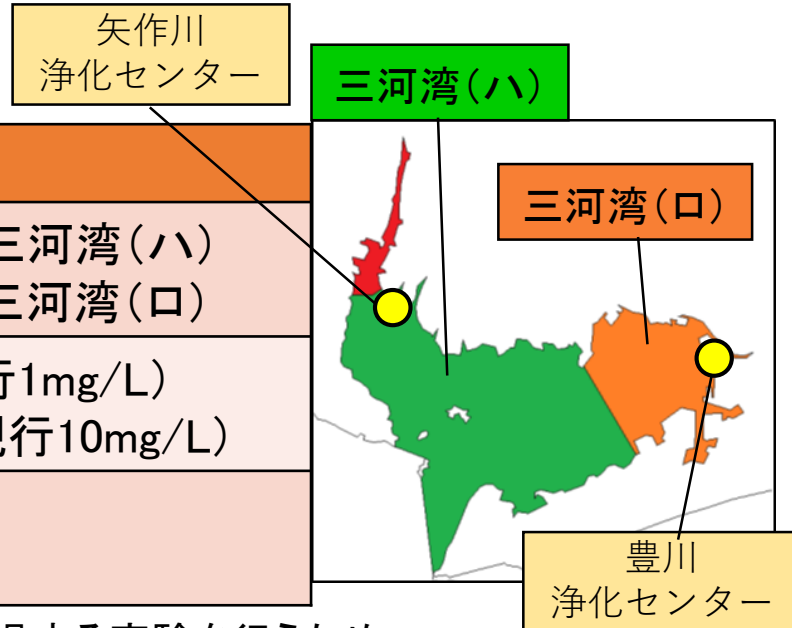 矢作川
浄化センター
三河湾(ハ)
三河湾(ロ)
三河湾(ハ)
三河湾(ロ)
行1mg/L)
現行10mg/L)
豊川
浄化センター